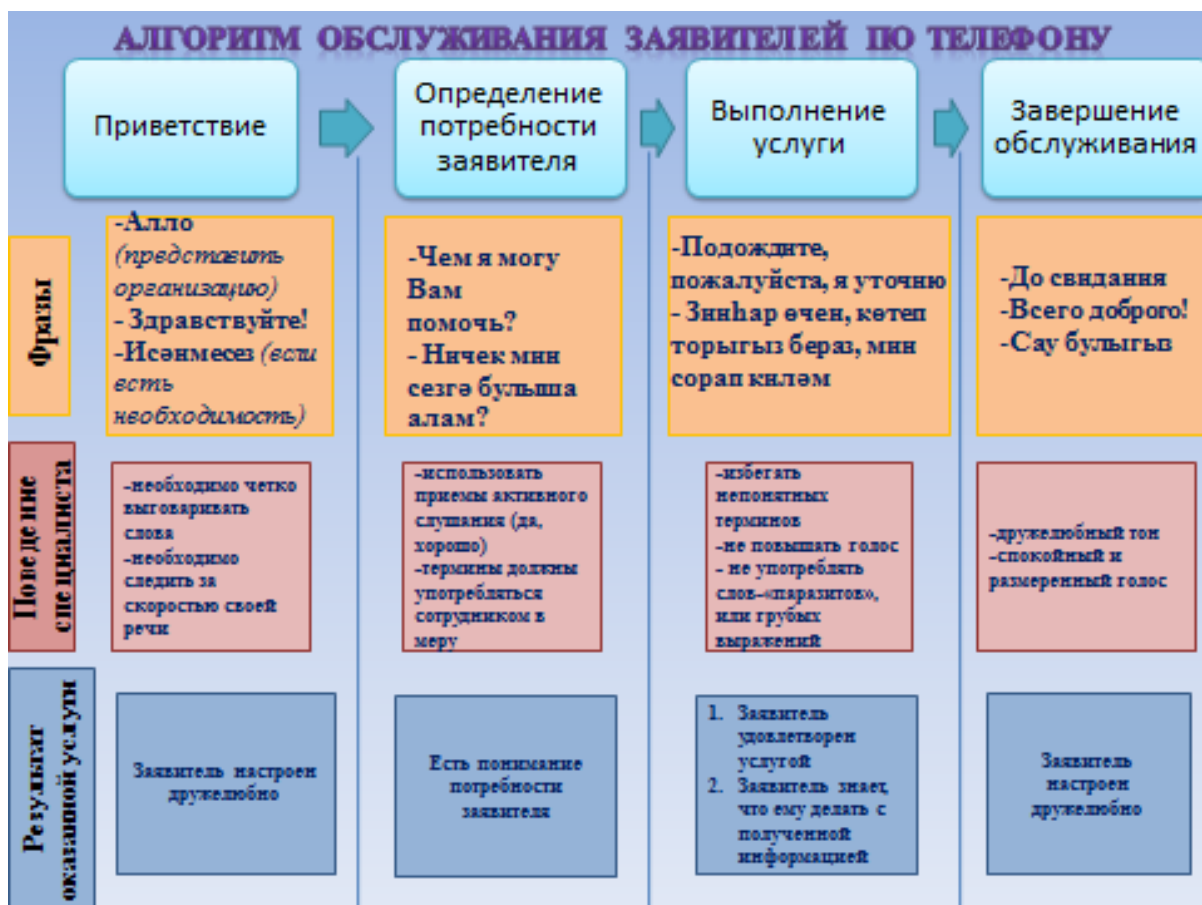 АЛГОРИТМ ОБСЛУЖИВАНИЯ ЗАЯВИТЕЛЕЙ ПО ТЕЛЕФОНУ
Приветствие
Определение
потребности
заявителя
Выполнение
услуги
Завершение
обслуживания
Фразы
-Алло
(представить
организацию)
- Здравствуйте!
-Исәнмесез (если
есть
необходимость)
-Чем я могу
Вам
помочь?
- Ничек мин
сезгә булыша
алам?
-Подождите,
пожалуйста, я уточню
- Зинһар өчен, көтеп
торыгыз бераз, мин
сорап киләм
-До свидания
-Всего доброго!
-Сау булыгыз
Поведение
специалиста
-необходимо четко
выговаривать
слова
-необходимо
следить за
скоростью своей
речи
-использовать
приемы активного
слушания (да,
хорошо)
-термины должны
употребляться
сотрудником в
меру
-избегать
непонятных
терминов
-не повышать голос
- не употреблять
слов-«паразитов»,
или грубых
выражений
-дружелюбный тон
-спокойный и
размеренный голос
Результат
оказанной услуги
Заявитель настроен
дружелюбно
Есть понимание
потребности
заявителя
1. Заявитель
удовлетворен
услугой
2. Заявитель знает,
что ему делать с
полученной
информацией
Заявитель
настроен
дружелюбно